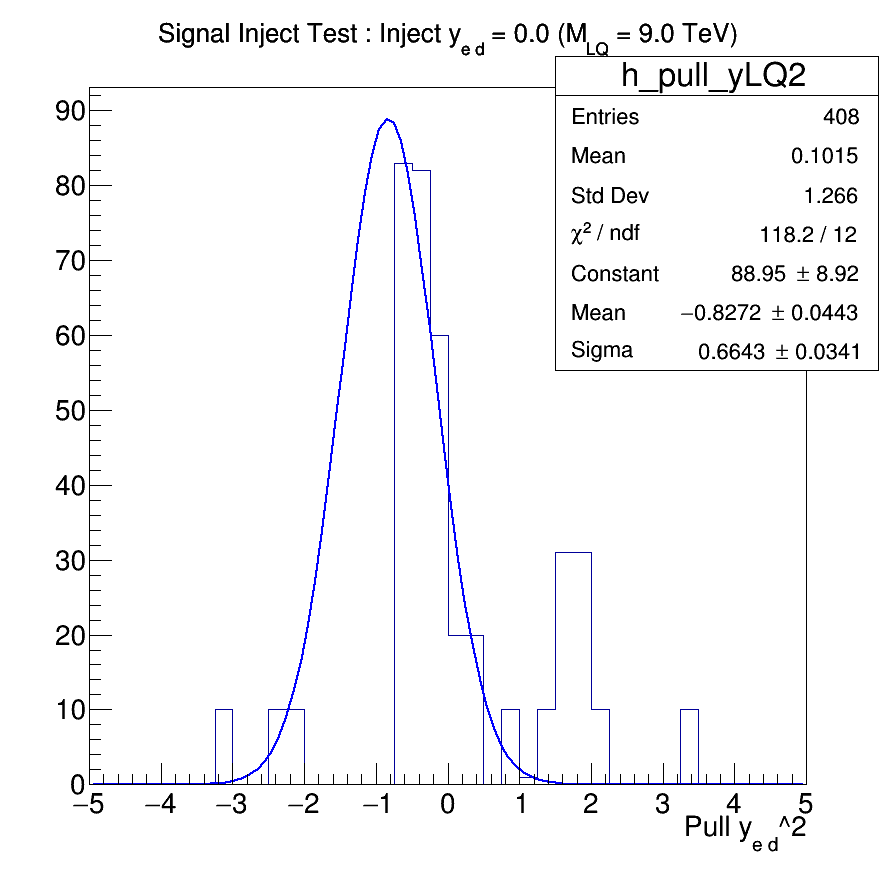 Signal Inject Test : Inject y_{e d} = 0.0 (M_{LQ} = 9.0 TeV)
h_pull_yLQ2
Entries 408
Mean 0.1015
Std Dev 1.266
χ² / ndf 118.2 / 12
Constant 88.95 ± 8.92
Mean −0.8272 ± 0.0443
Sigma 0.6643 ± 0.0341
90
80
70
60
50
40
30
20
10
0
−5 −4 −3 −2 −1 0 1 2 3 4 5
Pull y_{e d}^2